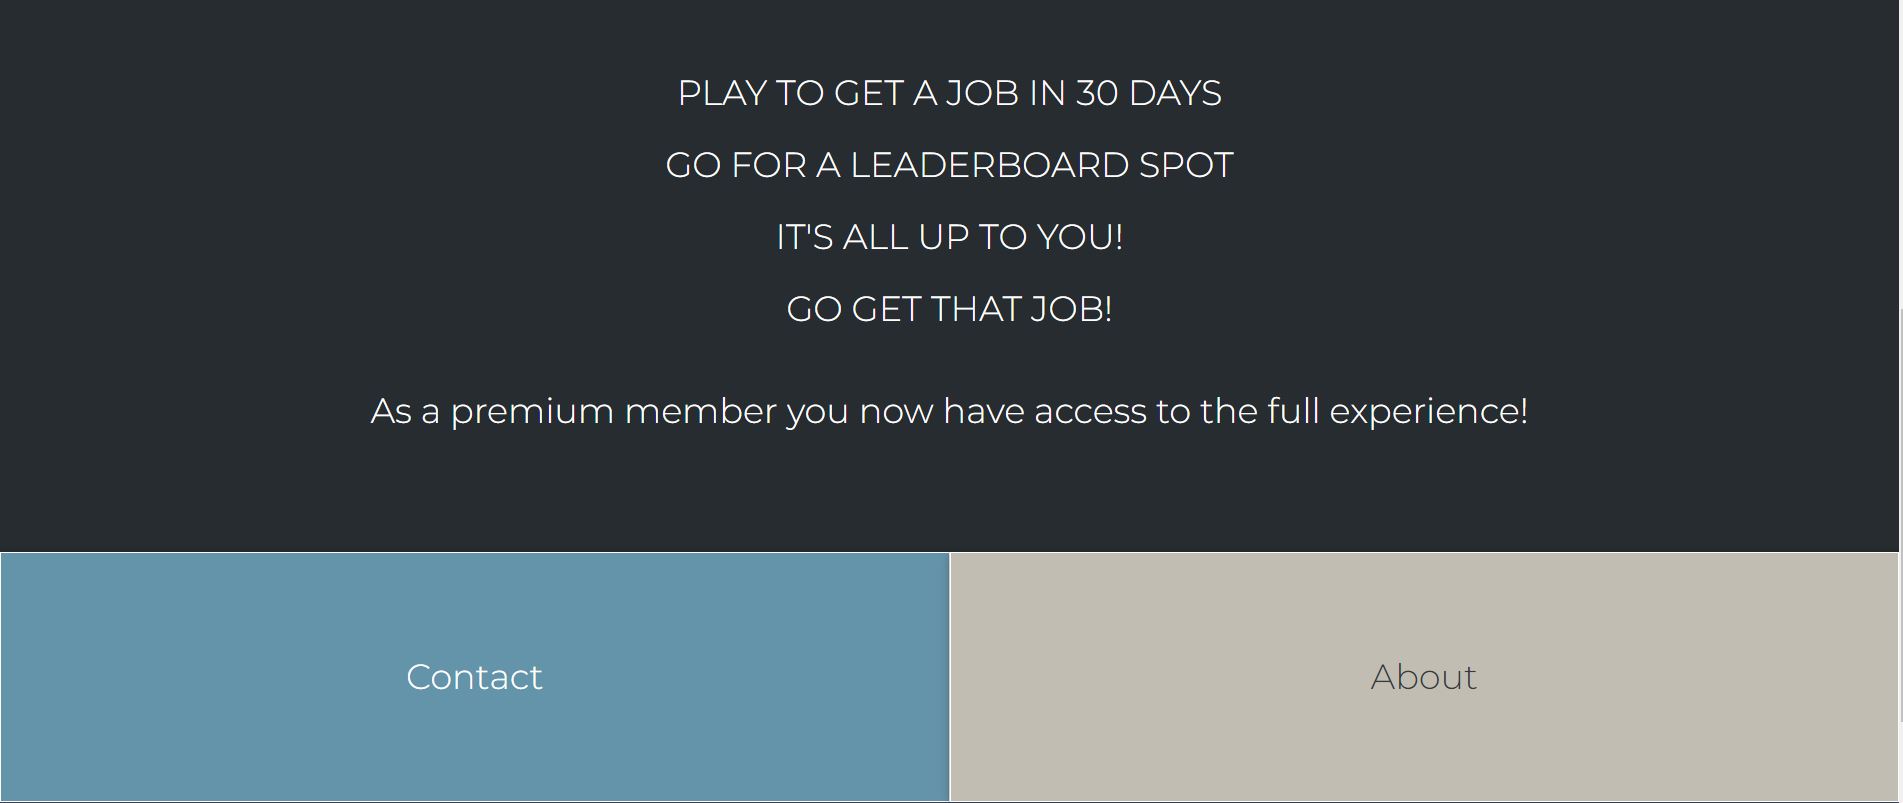 PLAY TO GET A JOB IN 30 DAYS
GO FOR A LEADERBOARD SPOT
IT'S ALL UP TO YOU!
GO GET THAT JOB!
As a premium member you now have access to the full experience!
Contact
About